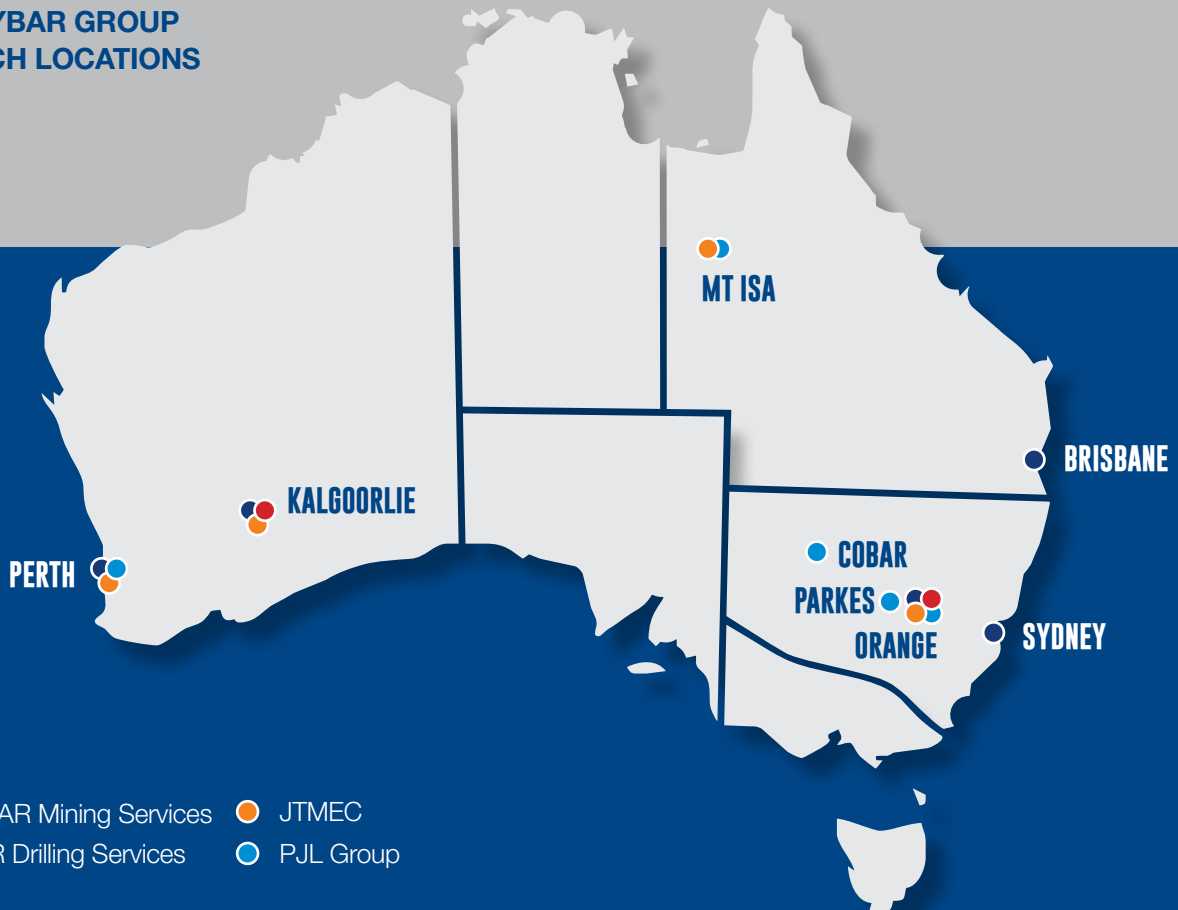 YBAR GROUP
CH LOCATIONS
MT ISA
BRISBANE
KALGOORLIE
COBAR
PERTH
PARKES
SYDNEY
ORANGE
AR Mining Services
JTMEC
R Drilling Services
PJL Group